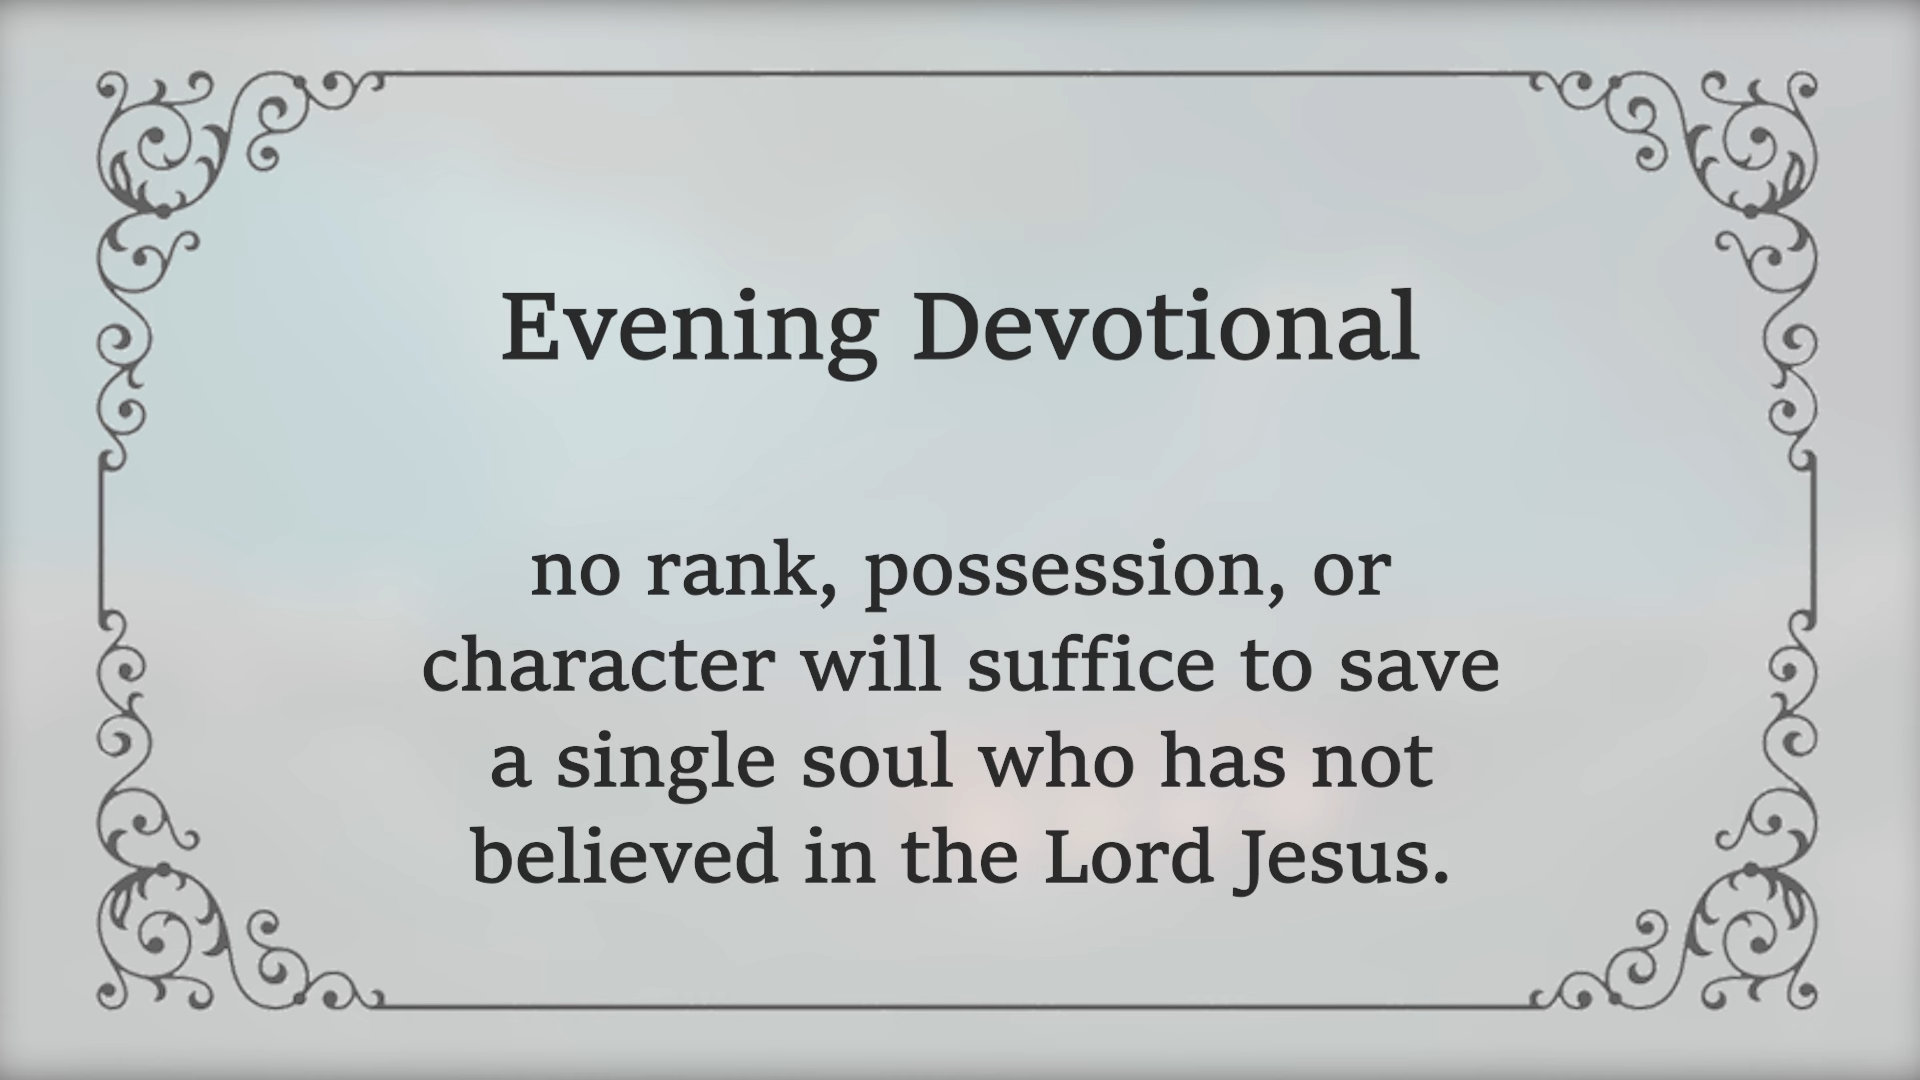 Evening Devotional
no rank, possession, or
character will suffice to save
a single soul who has not
believed in the Lord Jesus.